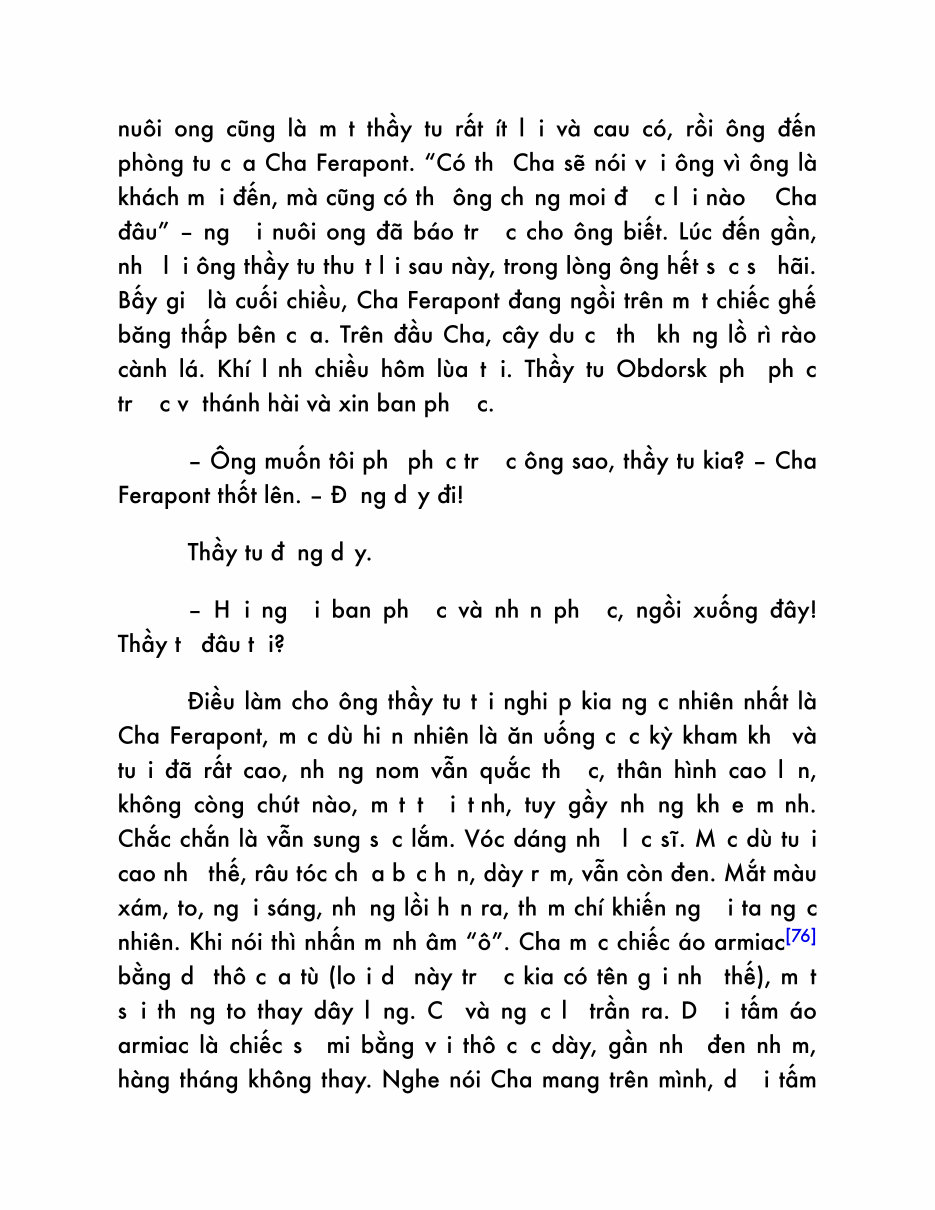 nuôi ong cũng là m t thầy tu rất ít l i và cau có, rồi ông đến
phòng tu c a Cha Ferapont. “Có th Cha sẽ nói v i ông vì ông là
khách m i đến, mà cũng có th ông ch ng moi đ c l i nào Cha
đâu” – ng i nuôi ong đã báo tr c cho ông biết. Lúc đến gần,
nh l i ông thầy tu thu t l i sau này, trong lòng ông hết s c s hãi.
Bấy gi là cuối chiều, Cha Ferapont đang ngồi trên m t chiếc ghế
băng thấp bên c a. Trên đầu Cha, cây du c th kh ng lồ rì rào
cành lá. Khí l nh chiều hôm lùa t i. Thầy tu Obdorsk ph ph c
tr c v thánh hài và xin ban ph c.
– Ông muốn tôi ph ph c tr c ông sao, thầy tu kia? – Cha
Ferapont thốt lên. – Đ ng d y đi!
Thầy tu đ ng d y.
– H i ng i ban ph c và nh n ph c, ngồi xuống đây!
Thầy t đâu t i?
Điều làm cho ông thầy tu t i nghi p kia ng c nhiên nhất là
Cha Ferapont, m c dù hi n nhiên là ăn uống c c kỳ kham kh và
tu i đã rất cao, nh ng nom vẫn quắc th c, thân hình cao l n,
không còng chút nào, m t t i t nh, tuy gầy nh ng kh e m nh.
Chắc chắn là vẫn sung s c lắm. Vóc dáng nh l c sĩ. M c dù tu i
cao nh thế, râu tóc ch a b c h n, dày r m, vẫn còn đen. Mắt màu
xám, to, ng i sáng, nh ng lồi h n ra, th m chí khiến ng i ta ng c
nhiên. Khi nói thì nhấn m nh âm “ô”. Cha m c chiếc áo armiac[76]
bằng d thô c a tù (lo i d này tr c kia có tên g i nh thế), m t
s i th ng to thay dây l ng. C và ng c l trần ra. D i tấm áo
armiac là chiếc s mi bằng v i thô c c dày, gần nh đen nh m,
hàng tháng không thay. Nghe nói Cha mang trên mình, d i tấm